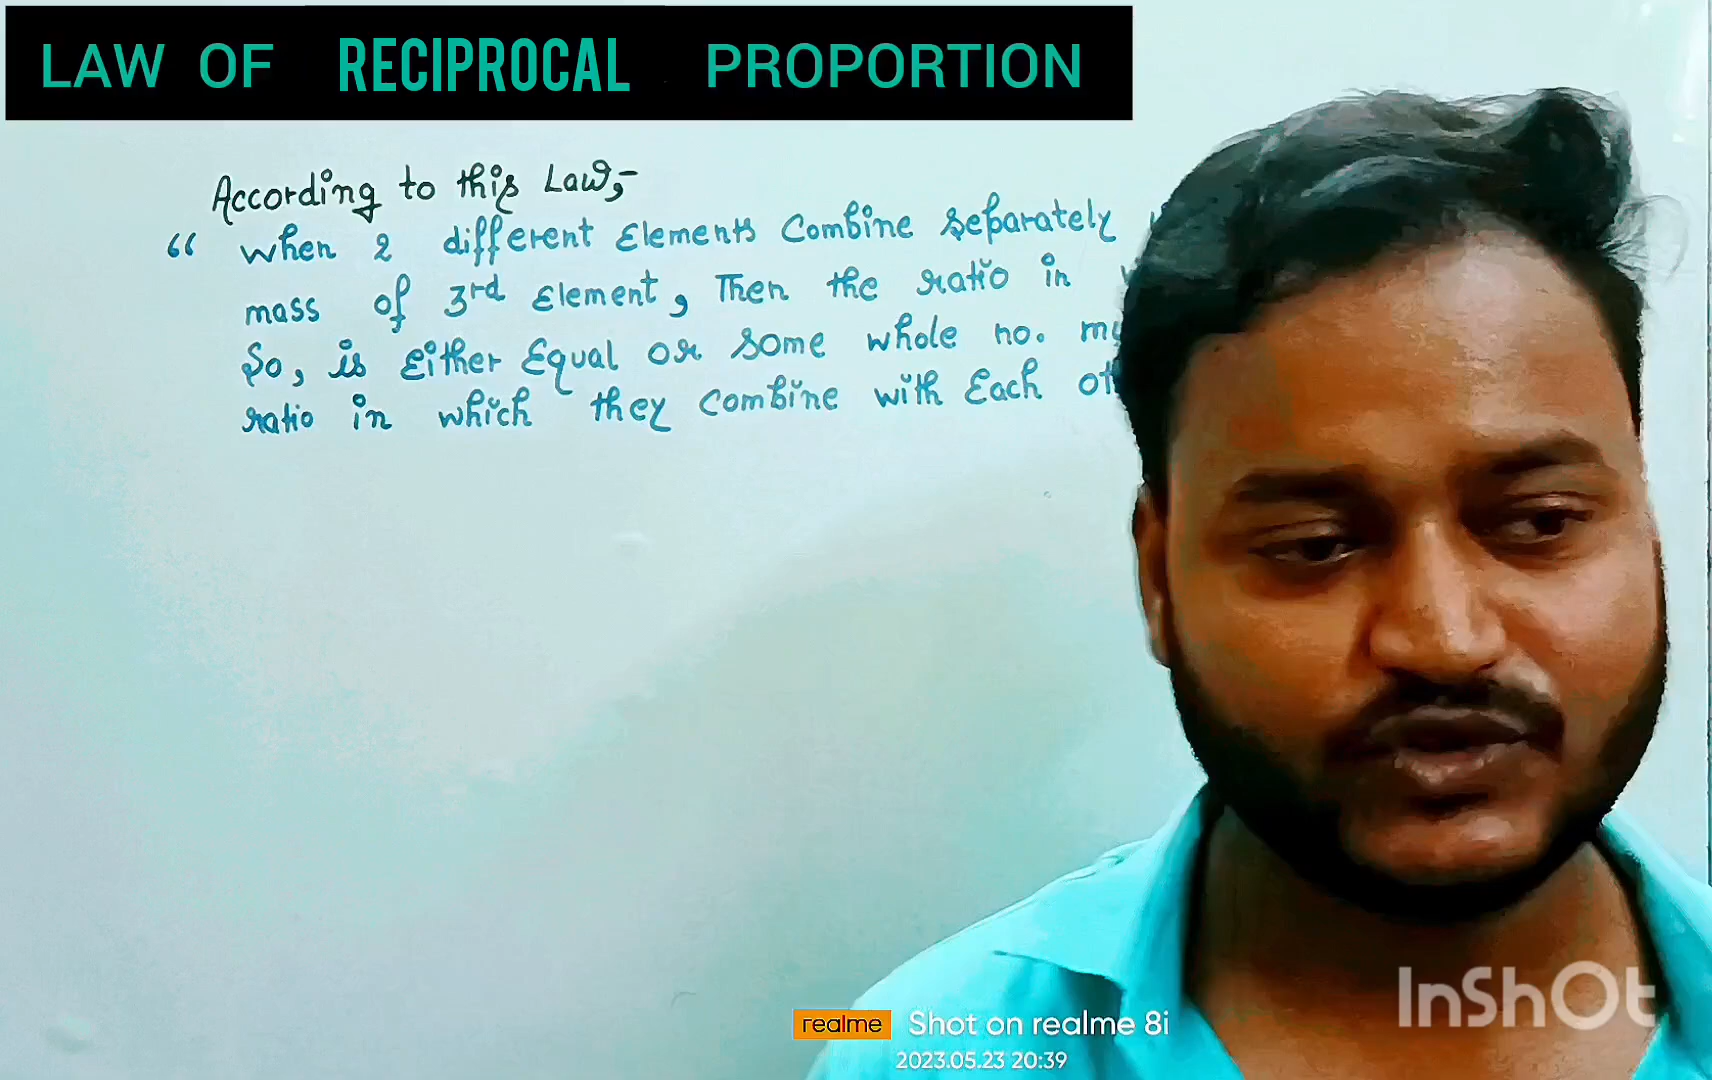 LAW OF RECIPROCAL PROPORTION
According to this Law,-
“ when 2 different Elements Combine separately
mass of 3rd Element, Then the ratio in
So, is Either Equal or some whole no.
ratio in which they combine with Each
InShOt
realme Shot on realme 8i
2023.05.23 20:39